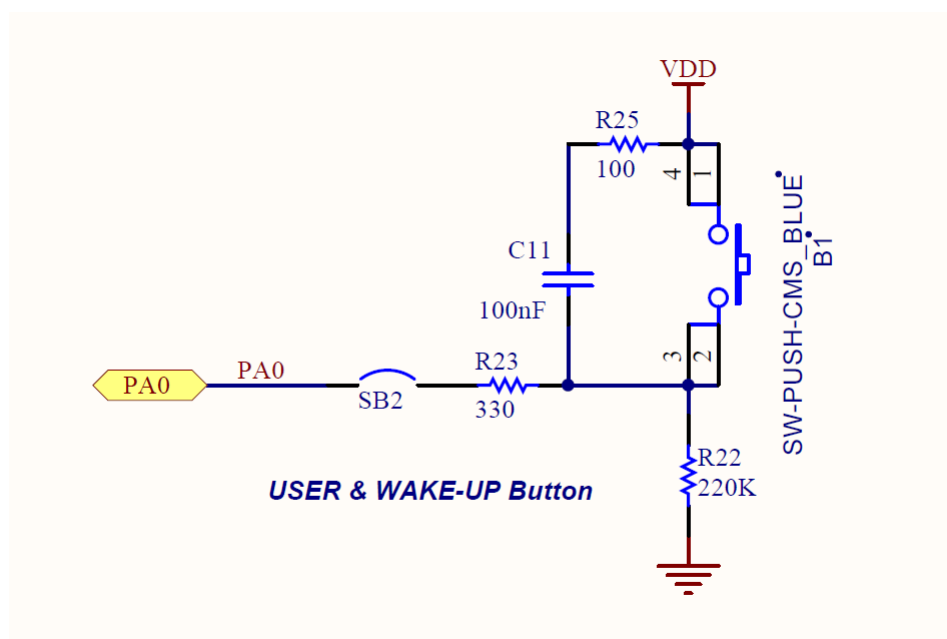 VDD
R25
100
4
1
SW-PUSH-CMS_BLUE
B1
C11
100nF
3
2
PA0
PA0
SB2
R23
330
R22
220K
USER & WAKE-UP Button